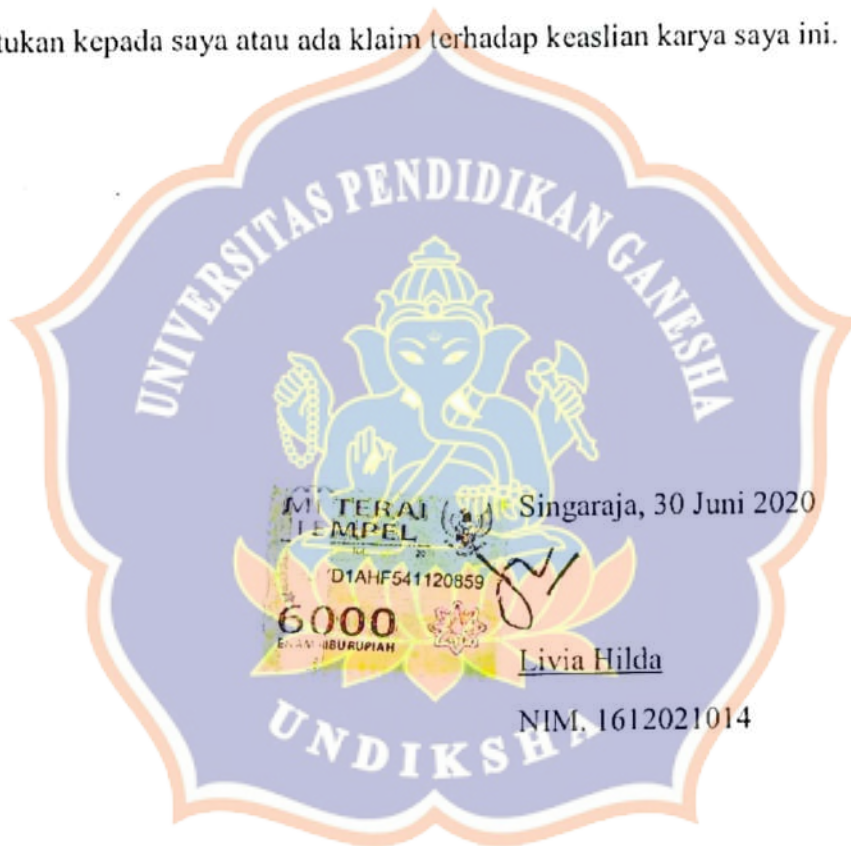 tukan kepada saya atau ada klaim terhadap keaslian karya saya ini.
UNIVERSITAS PENDIDIKAN GANESHA
METERAI
TEMPEL
20
D1AHF541120859
6000
ENAM RIBU RUPIAH
Singaraja, 30 Juni 2020
Livia Hilda
NIM. 1612021014
UNDIKSHA